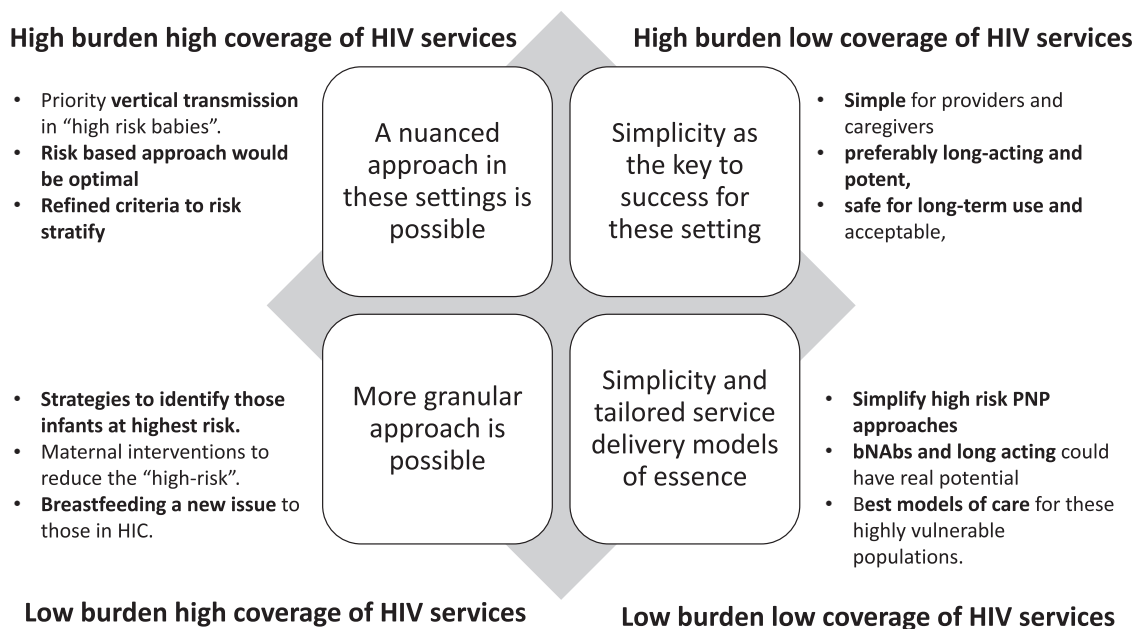 High burden high coverage of HIV services
High burden low coverage of HIV services
• Priority vertical transmission
in “high risk babies”.
• Risk based approach would
be optimal
• Refined criteria to risk
stratify
A nuanced
approach in
these settings is
possible
Simplicity as
the key to
success for
these setting
• Simple for providers and
caregivers
• preferably long-acting and
potent,
• safe for long-term use and
acceptable,
• Strategies to identify those
infants at highest risk.
• Maternal interventions to
reduce the “high-risk”.
• Breastfeeding a new issue to
those in HIC.
More granular
approach is
possible
Simplicity and
tailored service
delivery models
of essence
• Simplify high risk PNP
approaches
• bNAbs and long acting could
have real potential
• Best models of care for these
highly vulnerable
populations.
Low burden high coverage of HIV services
Low burden low coverage of HIV services